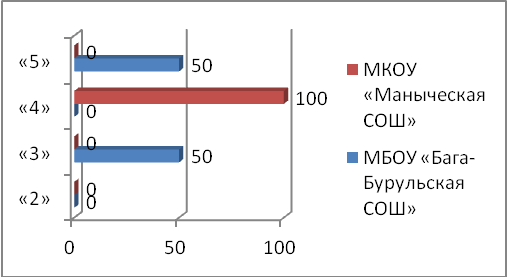 «5»
0
50
«4»
100
0
«3»
0
50
«2»
0
0
0
50
100
МКОУ
«Маныческая
СОШ»
МБОУ «Бага-
Бурульская
СОШ»